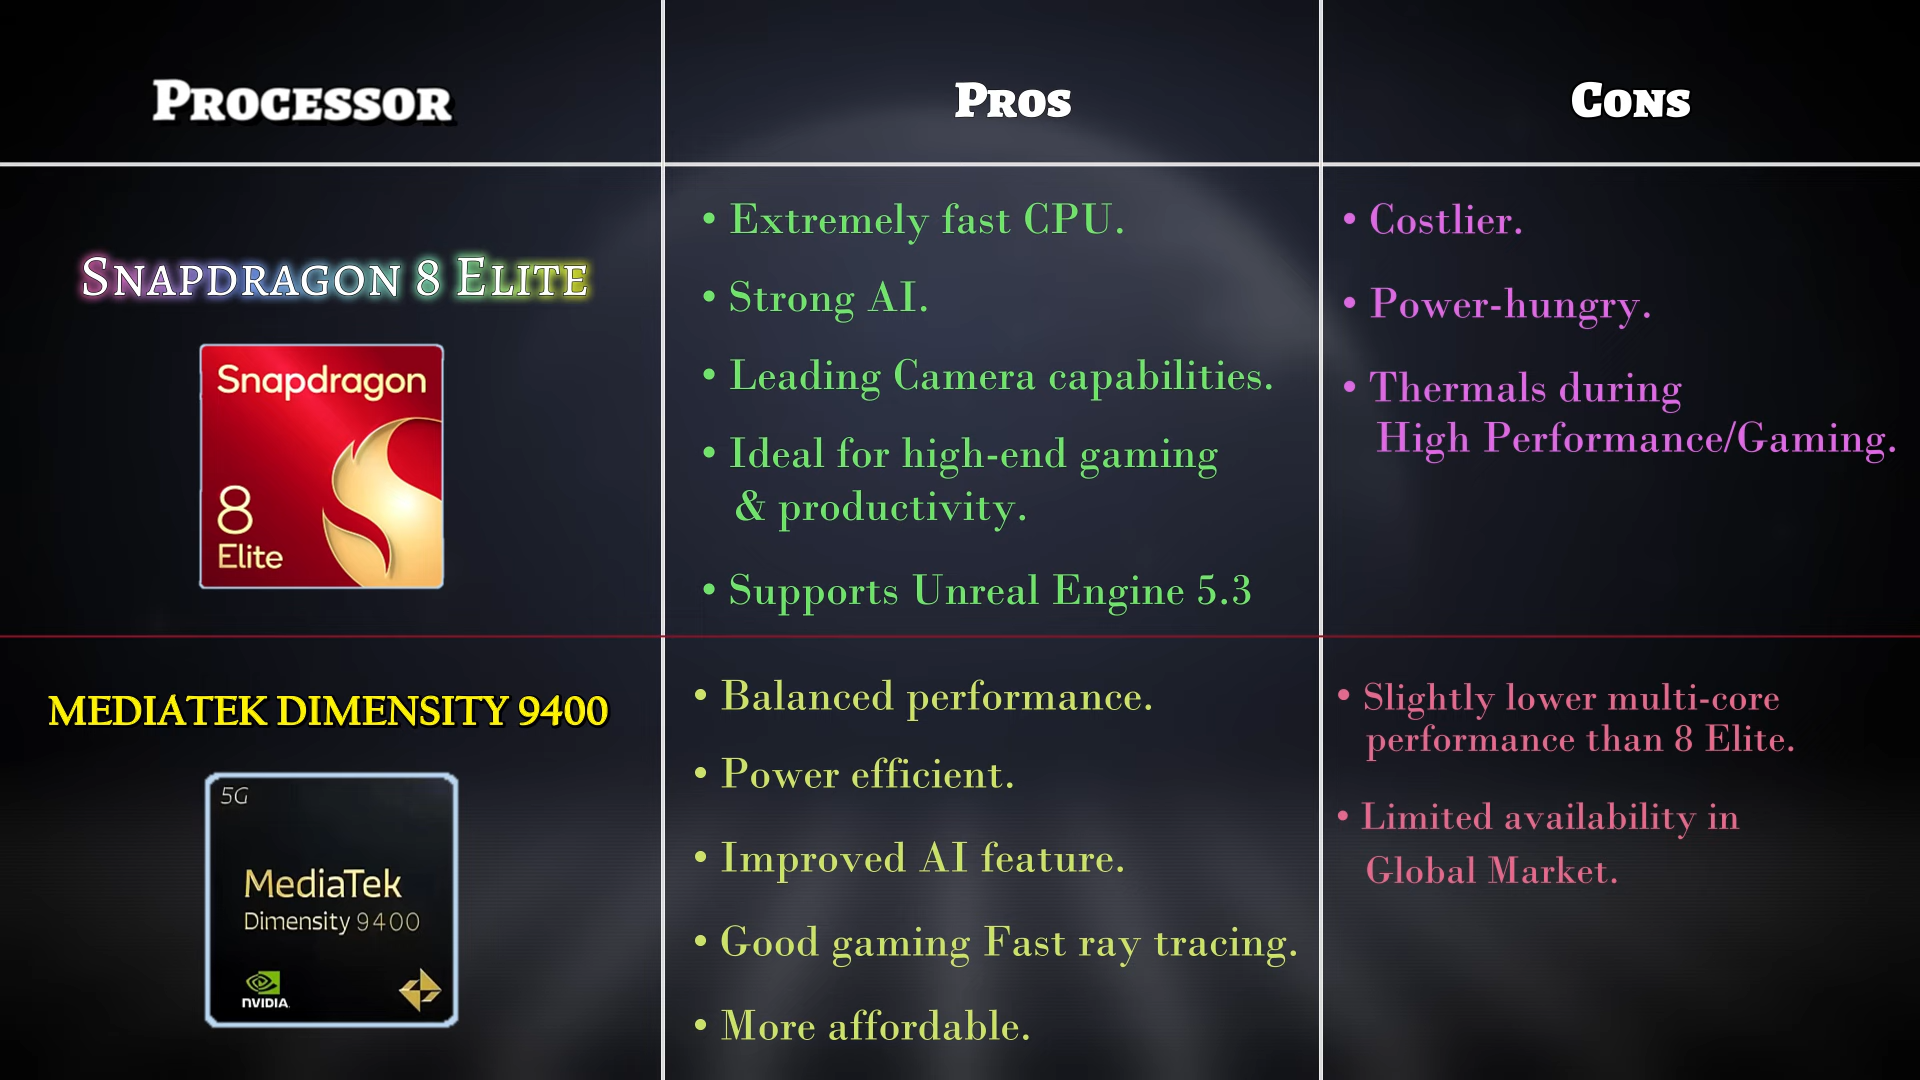 Processor
Pros
Cons
Snapdragon 8 Elite
Snapdragon
8
Elite
• Extremely fast CPU.
• Strong AI.
• Leading Camera capabilities.
• Ideal for high-end gaming
& productivity.
• Supports Unreal Engine 5.3
• Costlier.
• Power-hungry.
• Thermals during
High Performance/Gaming.
MEDIATEK DIMENSITY 9400
5G
MediaTek
Dimensity 9400
NVIDIA.
• Balanced performance.
• Power efficient.
• Improved AI feature.
• Good gaming Fast ray tracing.
• More affordable.
• Slightly lower multi-core
performance than 8 Elite.
• Limited availability in
Global Market.